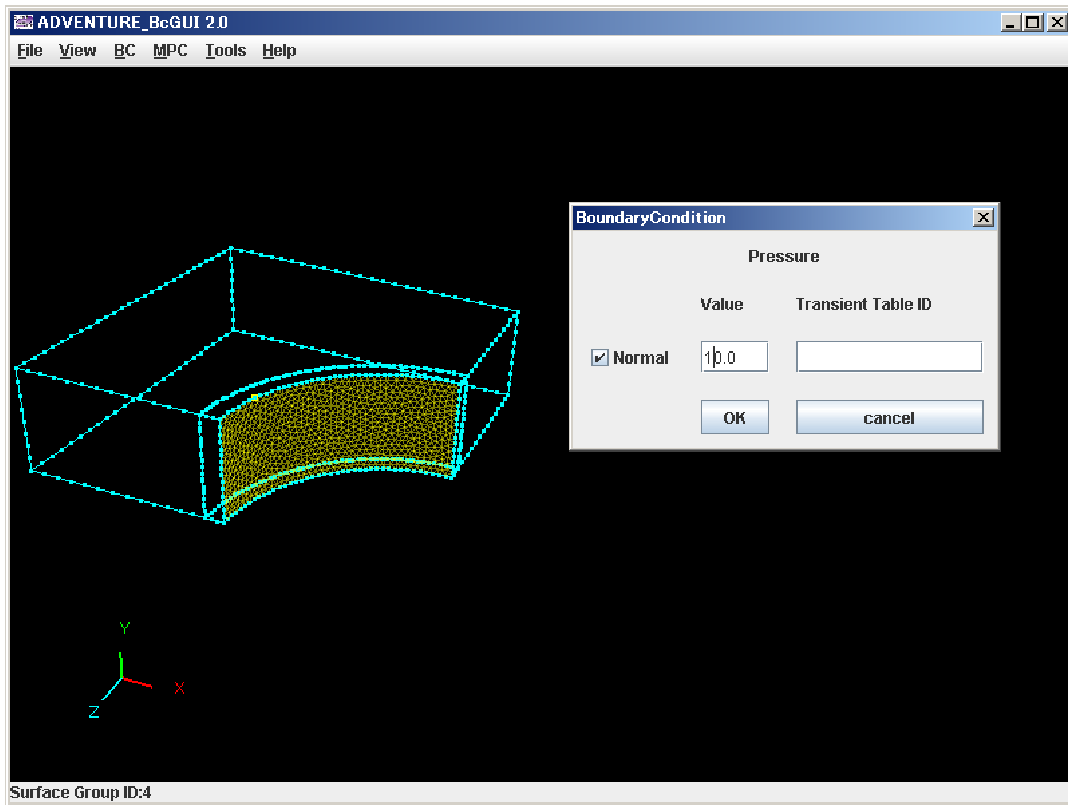 ADVENTURE_BcGUI 2.0
File View BC MPC Tools Help
BoundaryCondition
Pressure
Value Transient Table ID
Normal 10.0
OK cancel
Y
X
Z
Surface Group ID:4